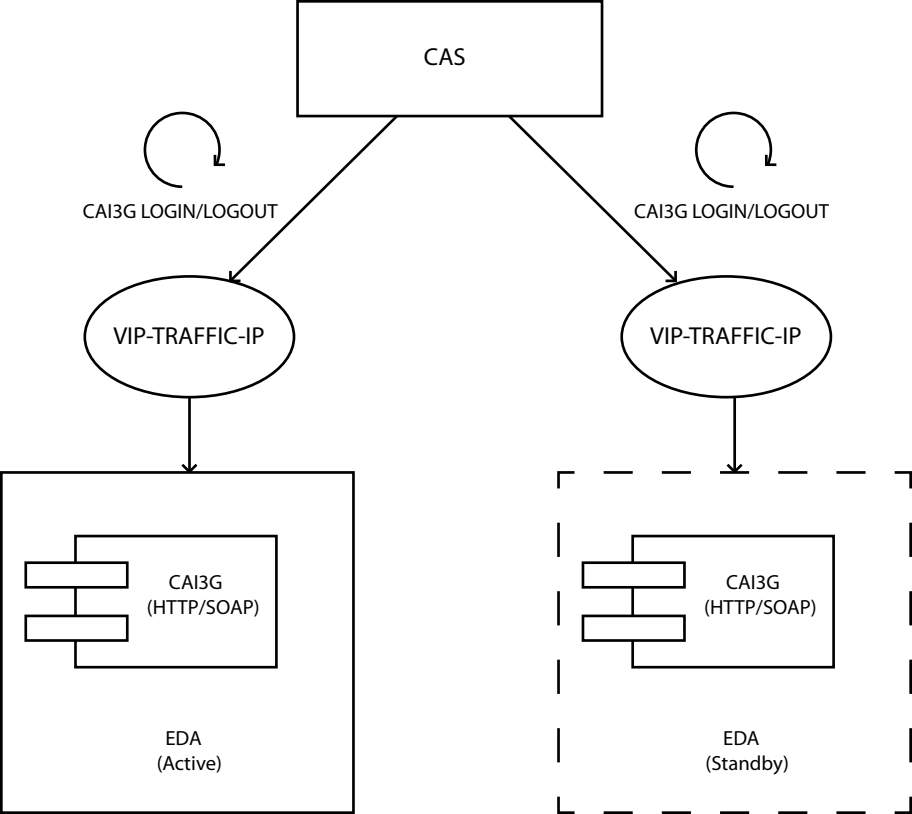 CAS
CAI3G LOGIN/LOGOUT
CAI3G LOGIN/LOGOUT
VIP-TRAFFIC-IP
VIP-TRAFFIC-IP
CAI3G
(HTTP/SOAP)
EDA
(Active)
CAI3G
(HTTP/SOAP)
EDA
(Standby)